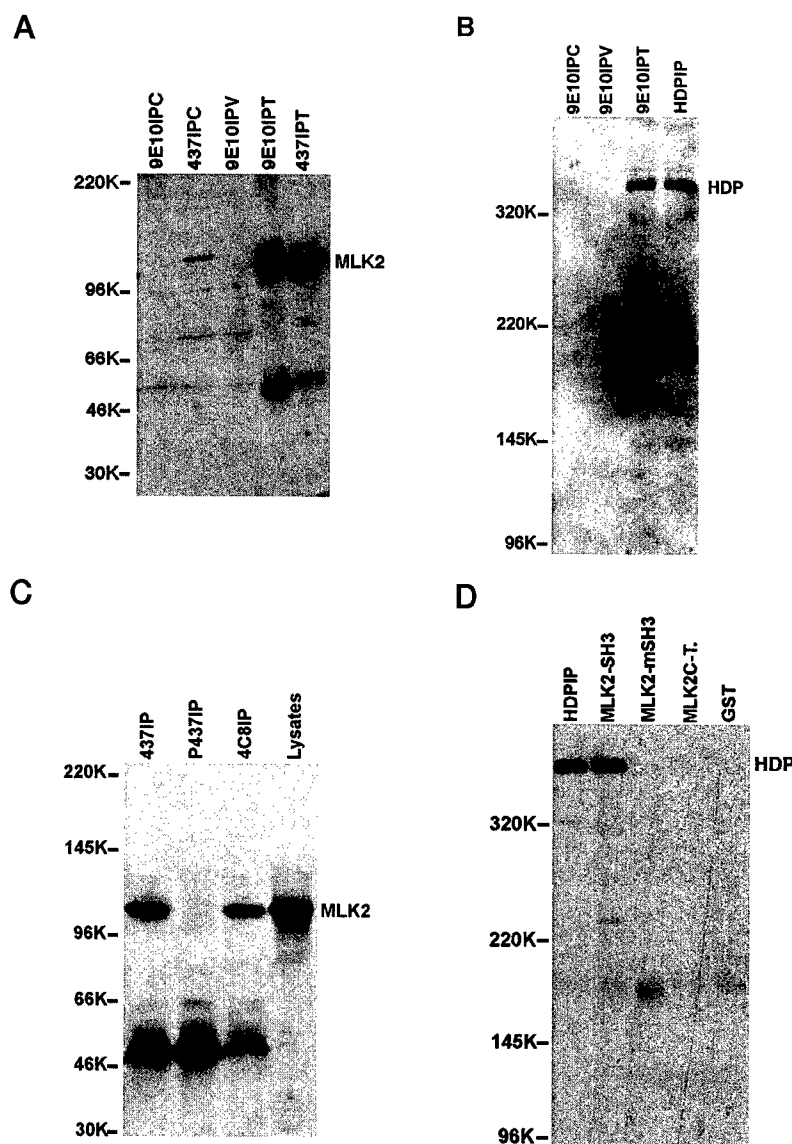 A
9E10IPC
437IPC
9E10IPV
9E10IPT
437IPT
220K
96K
66K
46K
30K
MLK2
B
9E10IPC
9E10IPV
9E10IPT
HDPIP
320K
220K
145K
96K
HDP
C
437IP
P437IP
4C8IP
Lysates
220K
145K
96K
66K
46K
30K
MLK2
D
HDPIP
MLK2-SH3
MLK2-mSH3
MLK2C-T.
GST
320K
220K
145K
96K
HDP